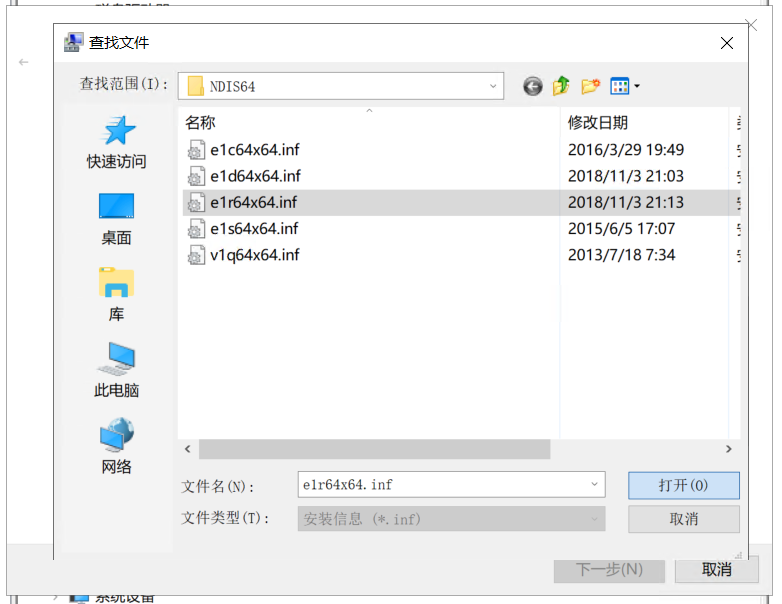 查找文件
查找范围(I):
NDIS64
快速访问
桌面
库
此电脑
网络
名称 修改日期
e1c64x64.inf 2016/3/29 19:49
e1d64x64.inf 2018/11/3 21:03
e1r64x64.inf 2018/11/3 21:13
e1s64x64.inf 2015/6/5 17:07
v1q64x64.inf 2013/7/18 7:34
文件名(N): e1r64x64.inf 打开(O)
文件类型(T): 安装信息 (*.inf) 取消
下一步(N) 取消
系统设备